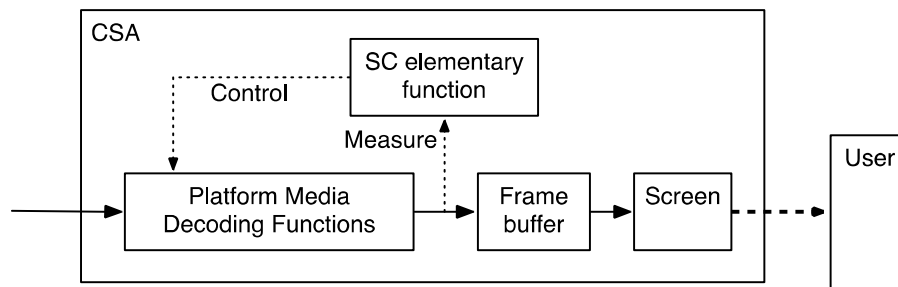 CSA
SC elementary
function
Control
Measure
User
Platform Media
Decoding Functions
Frame
buffer
Screen